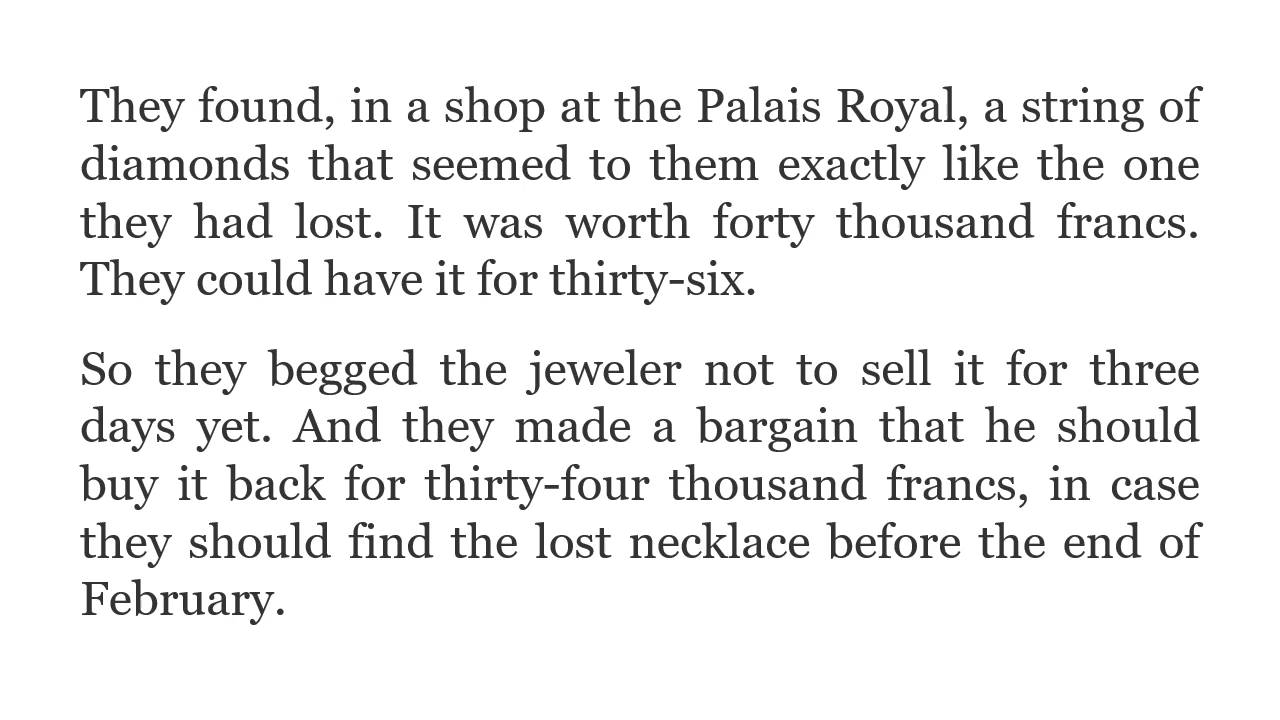 They found, in a shop at the Palais Royal, a string of
diamonds that seemed to them exactly like the one
they had lost. It was worth forty thousand francs.
They could have it for thirty-six.
So they begged the jeweler not to sell it for three
days yet. And they made a bargain that he should
buy it back for thirty-four thousand francs, in case
they should find the lost necklace before the end of
February.